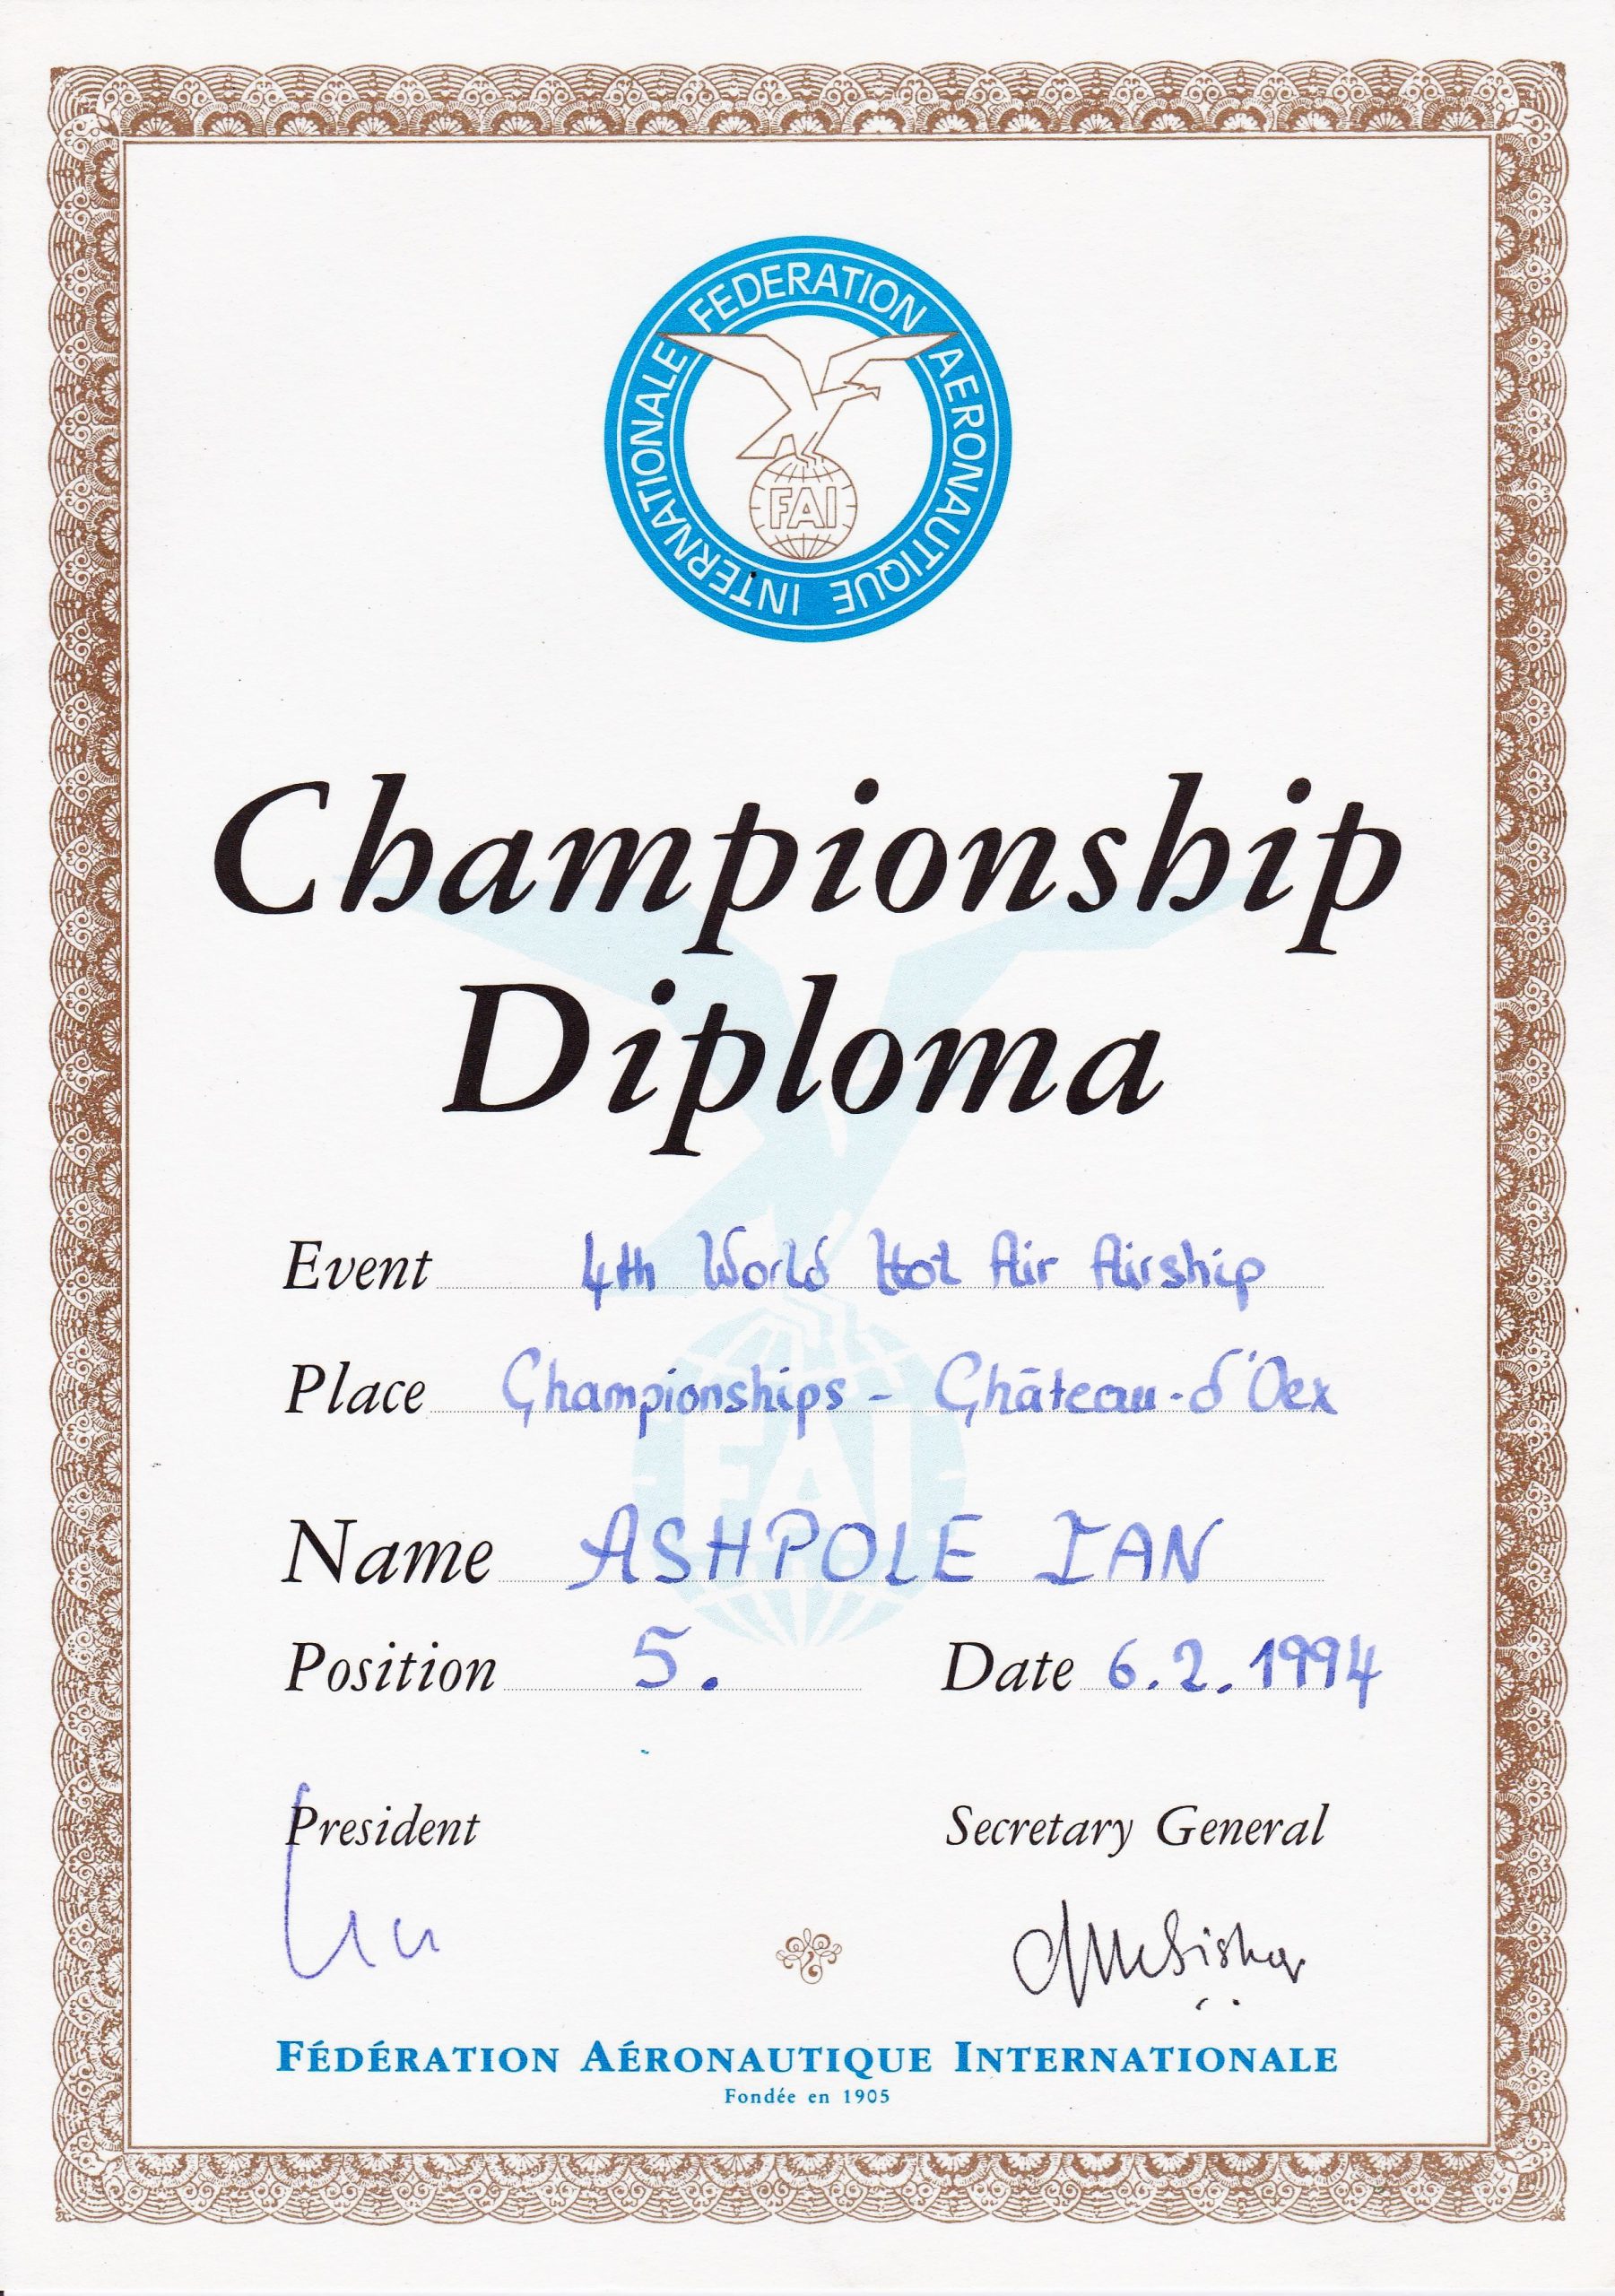 FEDERATION AERONAUTIQUE INTERNATIONALE
FAI
Championship
Diploma
Event 4th World Hot Air Airship
Place Championships - Château-d'Oex
FAI
Name ASHPOLE IAN
Position 5. Date 6.2.1994
President Secretary General
FÉDÉRATION AÉRONAUTIQUE INTERNATIONALE
Fondée en 1905